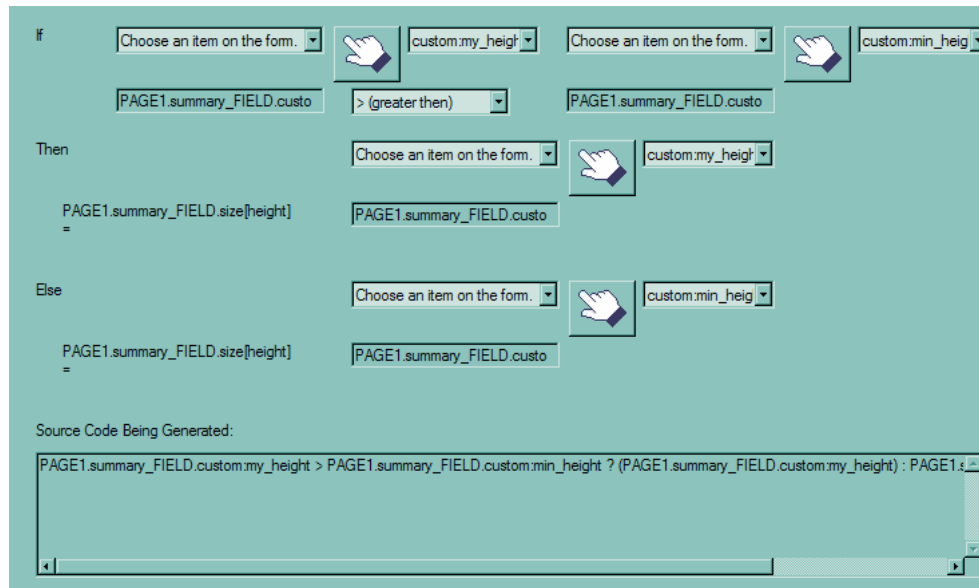 If
Choose an item on the form. custom:my_heigh Choose an item on the form. custom:min_heig
PAGE1.summary_FIELD.custo > (greater then) PAGE1.summary_FIELD.custo
Then
Choose an item on the form. custom:my_heigh
PAGE1.summary_FIELD.size[height]
=
PAGE1.summary_FIELD.custo
Else
Choose an item on the form. custom:min_heig
PAGE1.summary_FIELD.size[height]
=
PAGE1.summary_FIELD.custo
Source Code Being Generated:
PAGE1.summary_FIELD.custom:my_height > PAGE1.summary_FIELD.custom:min_height ? (PAGE1.summary_FIELD.custom:my_height) : PAGE1.s